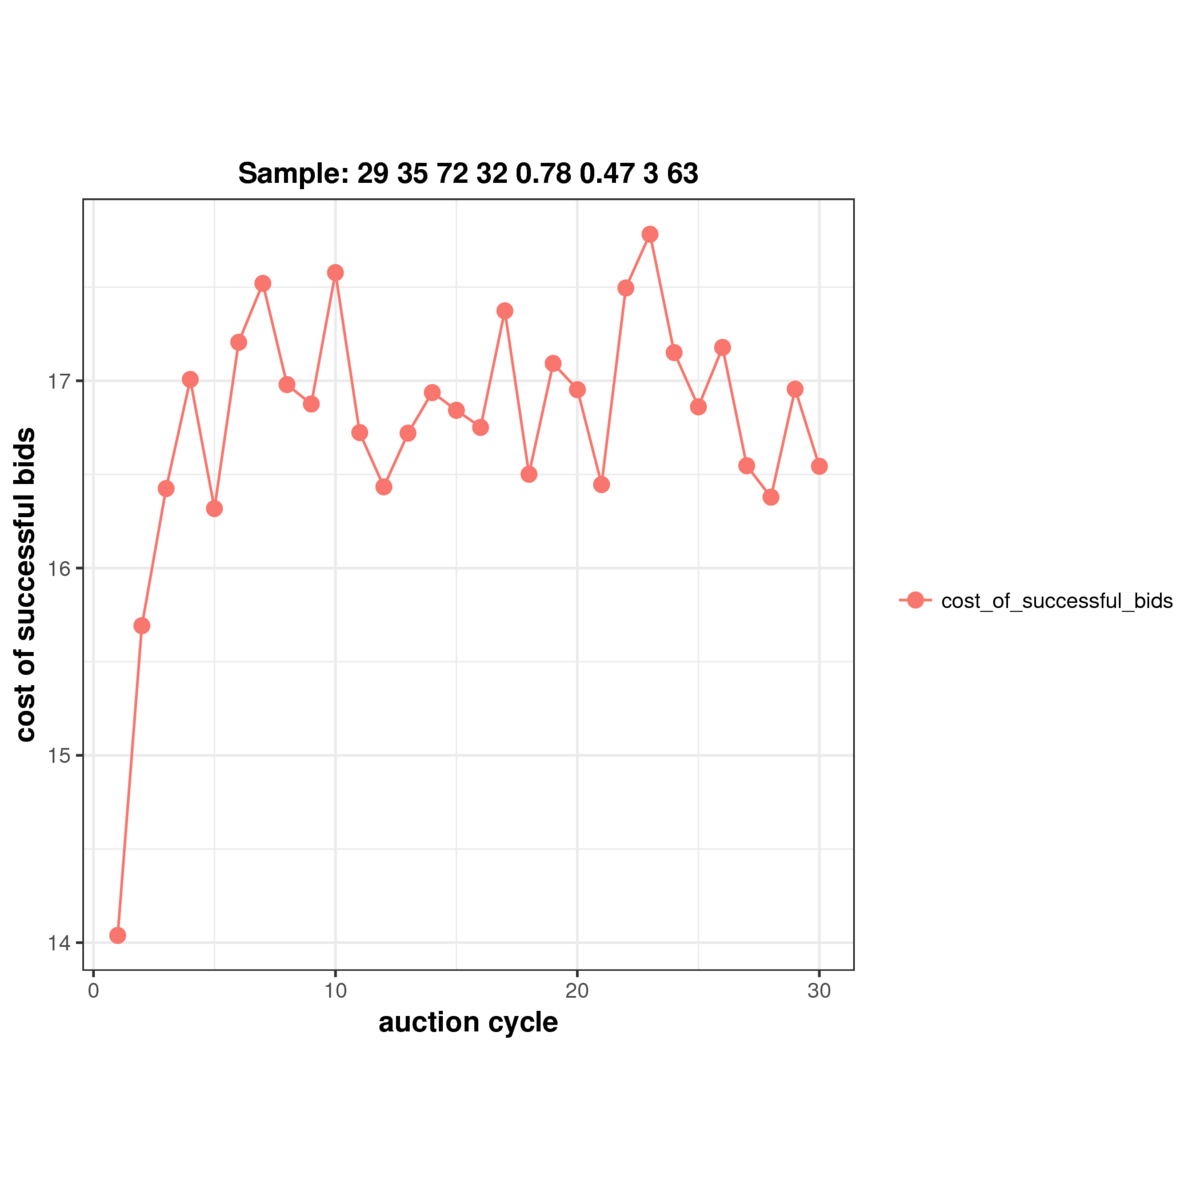 Sample: 29 35 72 32 0.78 0.47 3 63
cost of successful bids
17
16
15
14
0 10 20 30
auction cycle
cost_of_successful_bids